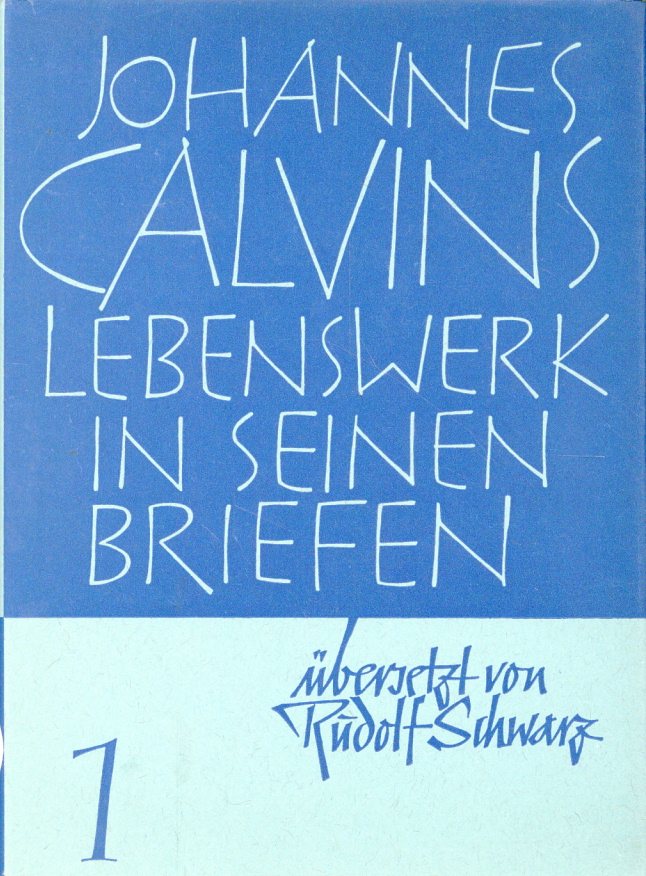 JOHANNES
CALVINS
LEBENSWERK
IN SEINEN
BRIEFEN
übersetzt von
Rudolf Schwarz
1